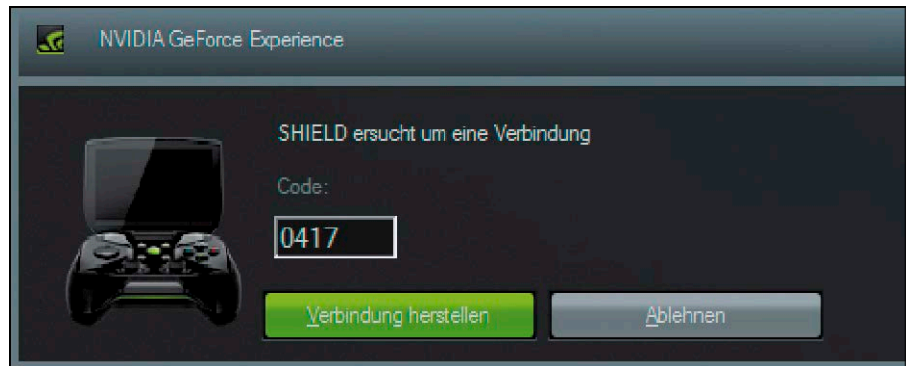 NVIDIA GeForce Experience
SHIELD ersucht um eine Verbindung
Code:
0417
Verbindung herstellen
Ablehnen